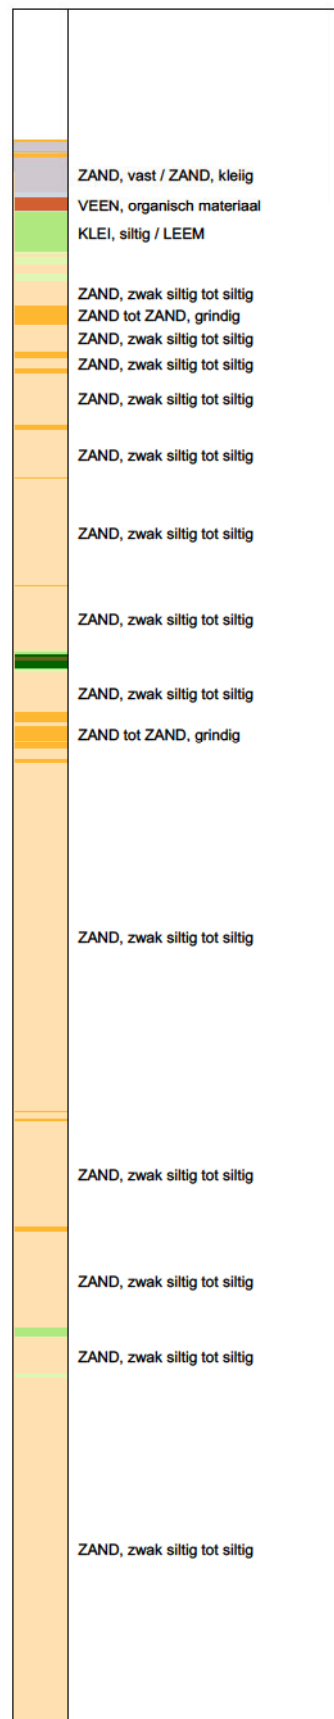 ZAND, vast / ZAND, kleiig
VEEN, organisch materiaal
KLEI, siltig / LEEM
ZAND, zwak siltig tot siltig
ZAND tot ZAND, grindig
ZAND, zwak siltig tot siltig
ZAND, zwak siltig tot siltig
ZAND, zwak siltig tot siltig
ZAND, zwak siltig tot siltig
ZAND, zwak siltig tot siltig
ZAND, zwak siltig tot siltig
ZAND, zwak siltig tot siltig
ZAND tot ZAND, grindig
ZAND, zwak siltig tot siltig
ZAND, zwak siltig tot siltig
ZAND, zwak siltig tot siltig
ZAND, zwak siltig tot siltig
ZAND, zwak siltig tot siltig